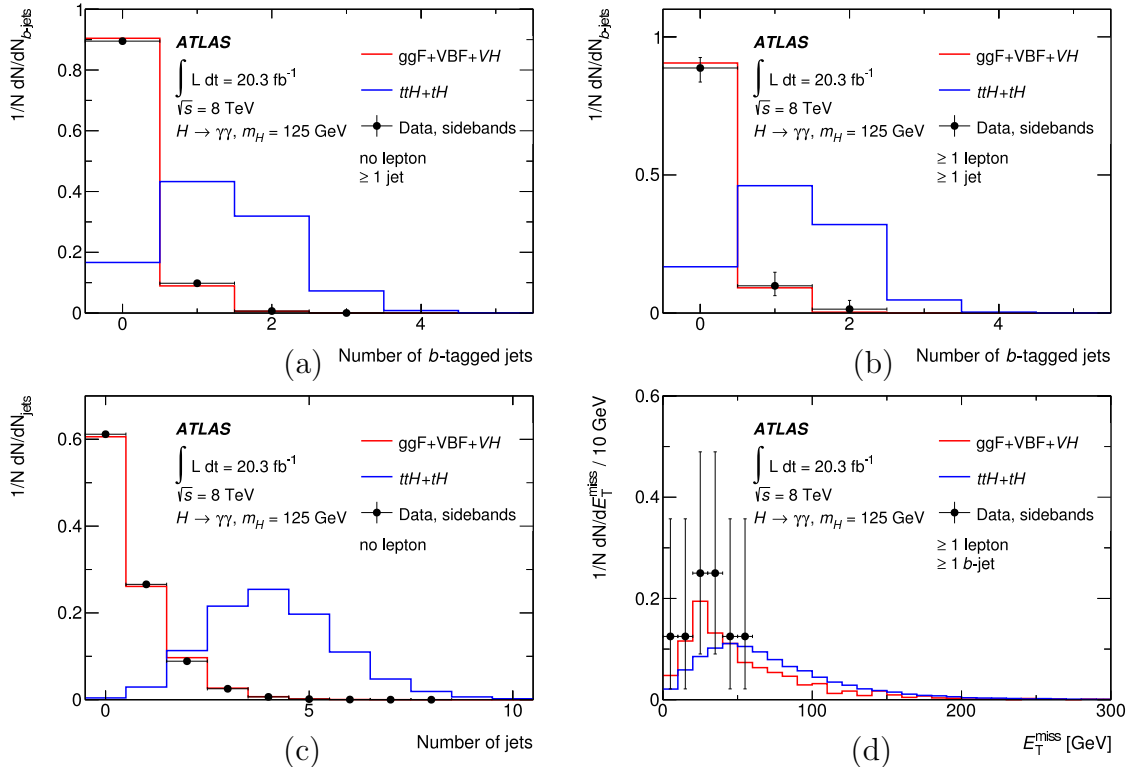 1/N dN/dN_b-jets
1
0.8
0.6
0.4
0.2
0
0 2 4
Number of b-tagged jets
ATLAS
∫ L dt = 20.3 fb⁻¹
√s = 8 TeV
H → γγ, m_H = 125 GeV
ggF+VBF+VH
ttH+tH
Data, sidebands
no lepton
≥ 1 jet
(a)
1/N dN/dN_b-jets
1
0.5
0
0 2 4
Number of b-tagged jets
ATLAS
∫ L dt = 20.3 fb⁻¹
√s = 8 TeV
H → γγ, m_H = 125 GeV
ggF+VBF+VH
ttH+tH
Data, sidebands
≥ 1 lepton
≥ 1 jet
(b)
1/N dN/dN_jets
0.6
0.4
0.2
0
0 5 10
Number of jets
ATLAS
∫ L dt = 20.3 fb⁻¹
√s = 8 TeV
H → γγ, m_H = 125 GeV
ggF+VBF+VH
ttH+tH
Data, sidebands
no lepton
(c)
1/N dN/dE_T^miss / 10 GeV
0.6
0.4
0.2
0
0 100 200 300
E_T^miss [GeV]
ATLAS
∫ L dt = 20.3 fb⁻¹
√s = 8 TeV
H → γγ, m_H = 125 GeV
ggF+VBF+VH
ttH+tH
Data, sidebands
≥ 1 lepton
≥ 1 b-jet
(d)